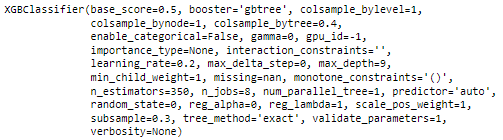 XGBClassifier(base_score=0.5, booster='gbtree', colsample_bylevel=1,
colsample_bynode=1, colsample_bytree=0.4,
enable_categorical=False, gamma=0, gpu_id=-1,
importance_type=None, interaction_constraints='',
learning_rate=0.2, max_delta_step=0, max_depth=9,
min_child_weight=1, missing=nan, monotone_constraints='()',
n_estimators=350, n_jobs=8, num_parallel_tree=1, predictor='auto',
random_state=0, reg_alpha=0, reg_lambda=1, scale_pos_weight=1,
subsample=0.3, tree_method='exact', validate_parameters=1,
verbosity=None)